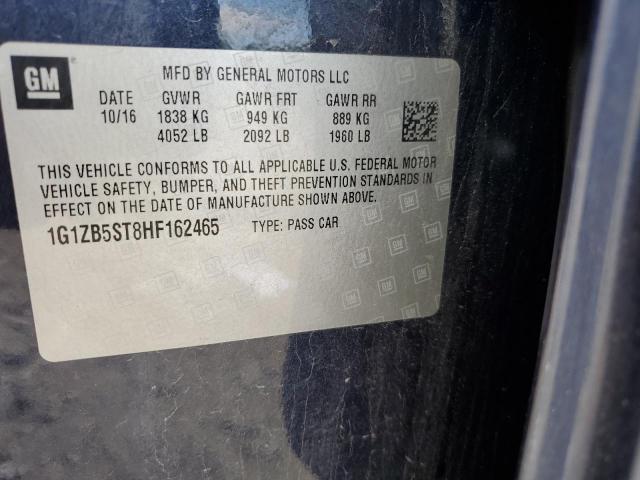 GM
MFD BY GENERAL MOTORS LLC
DATE GVWR GAWR FRT GAWR RR
10/16 1838 KG 949 KG 889 KG
4052 LB 2092 LB 1960 LB
THIS VEHICLE CONFORMS TO ALL APPLICABLE U.S. FEDERAL MOTOR
VEHICLE SAFETY, BUMPER, AND THEFT PREVENTION STANDARDS IN
EFFECT ON THE DATE OF MANUFACTURE SHOWN ABOVE.
1G1ZB5ST8HF162465 TYPE: PASS CAR